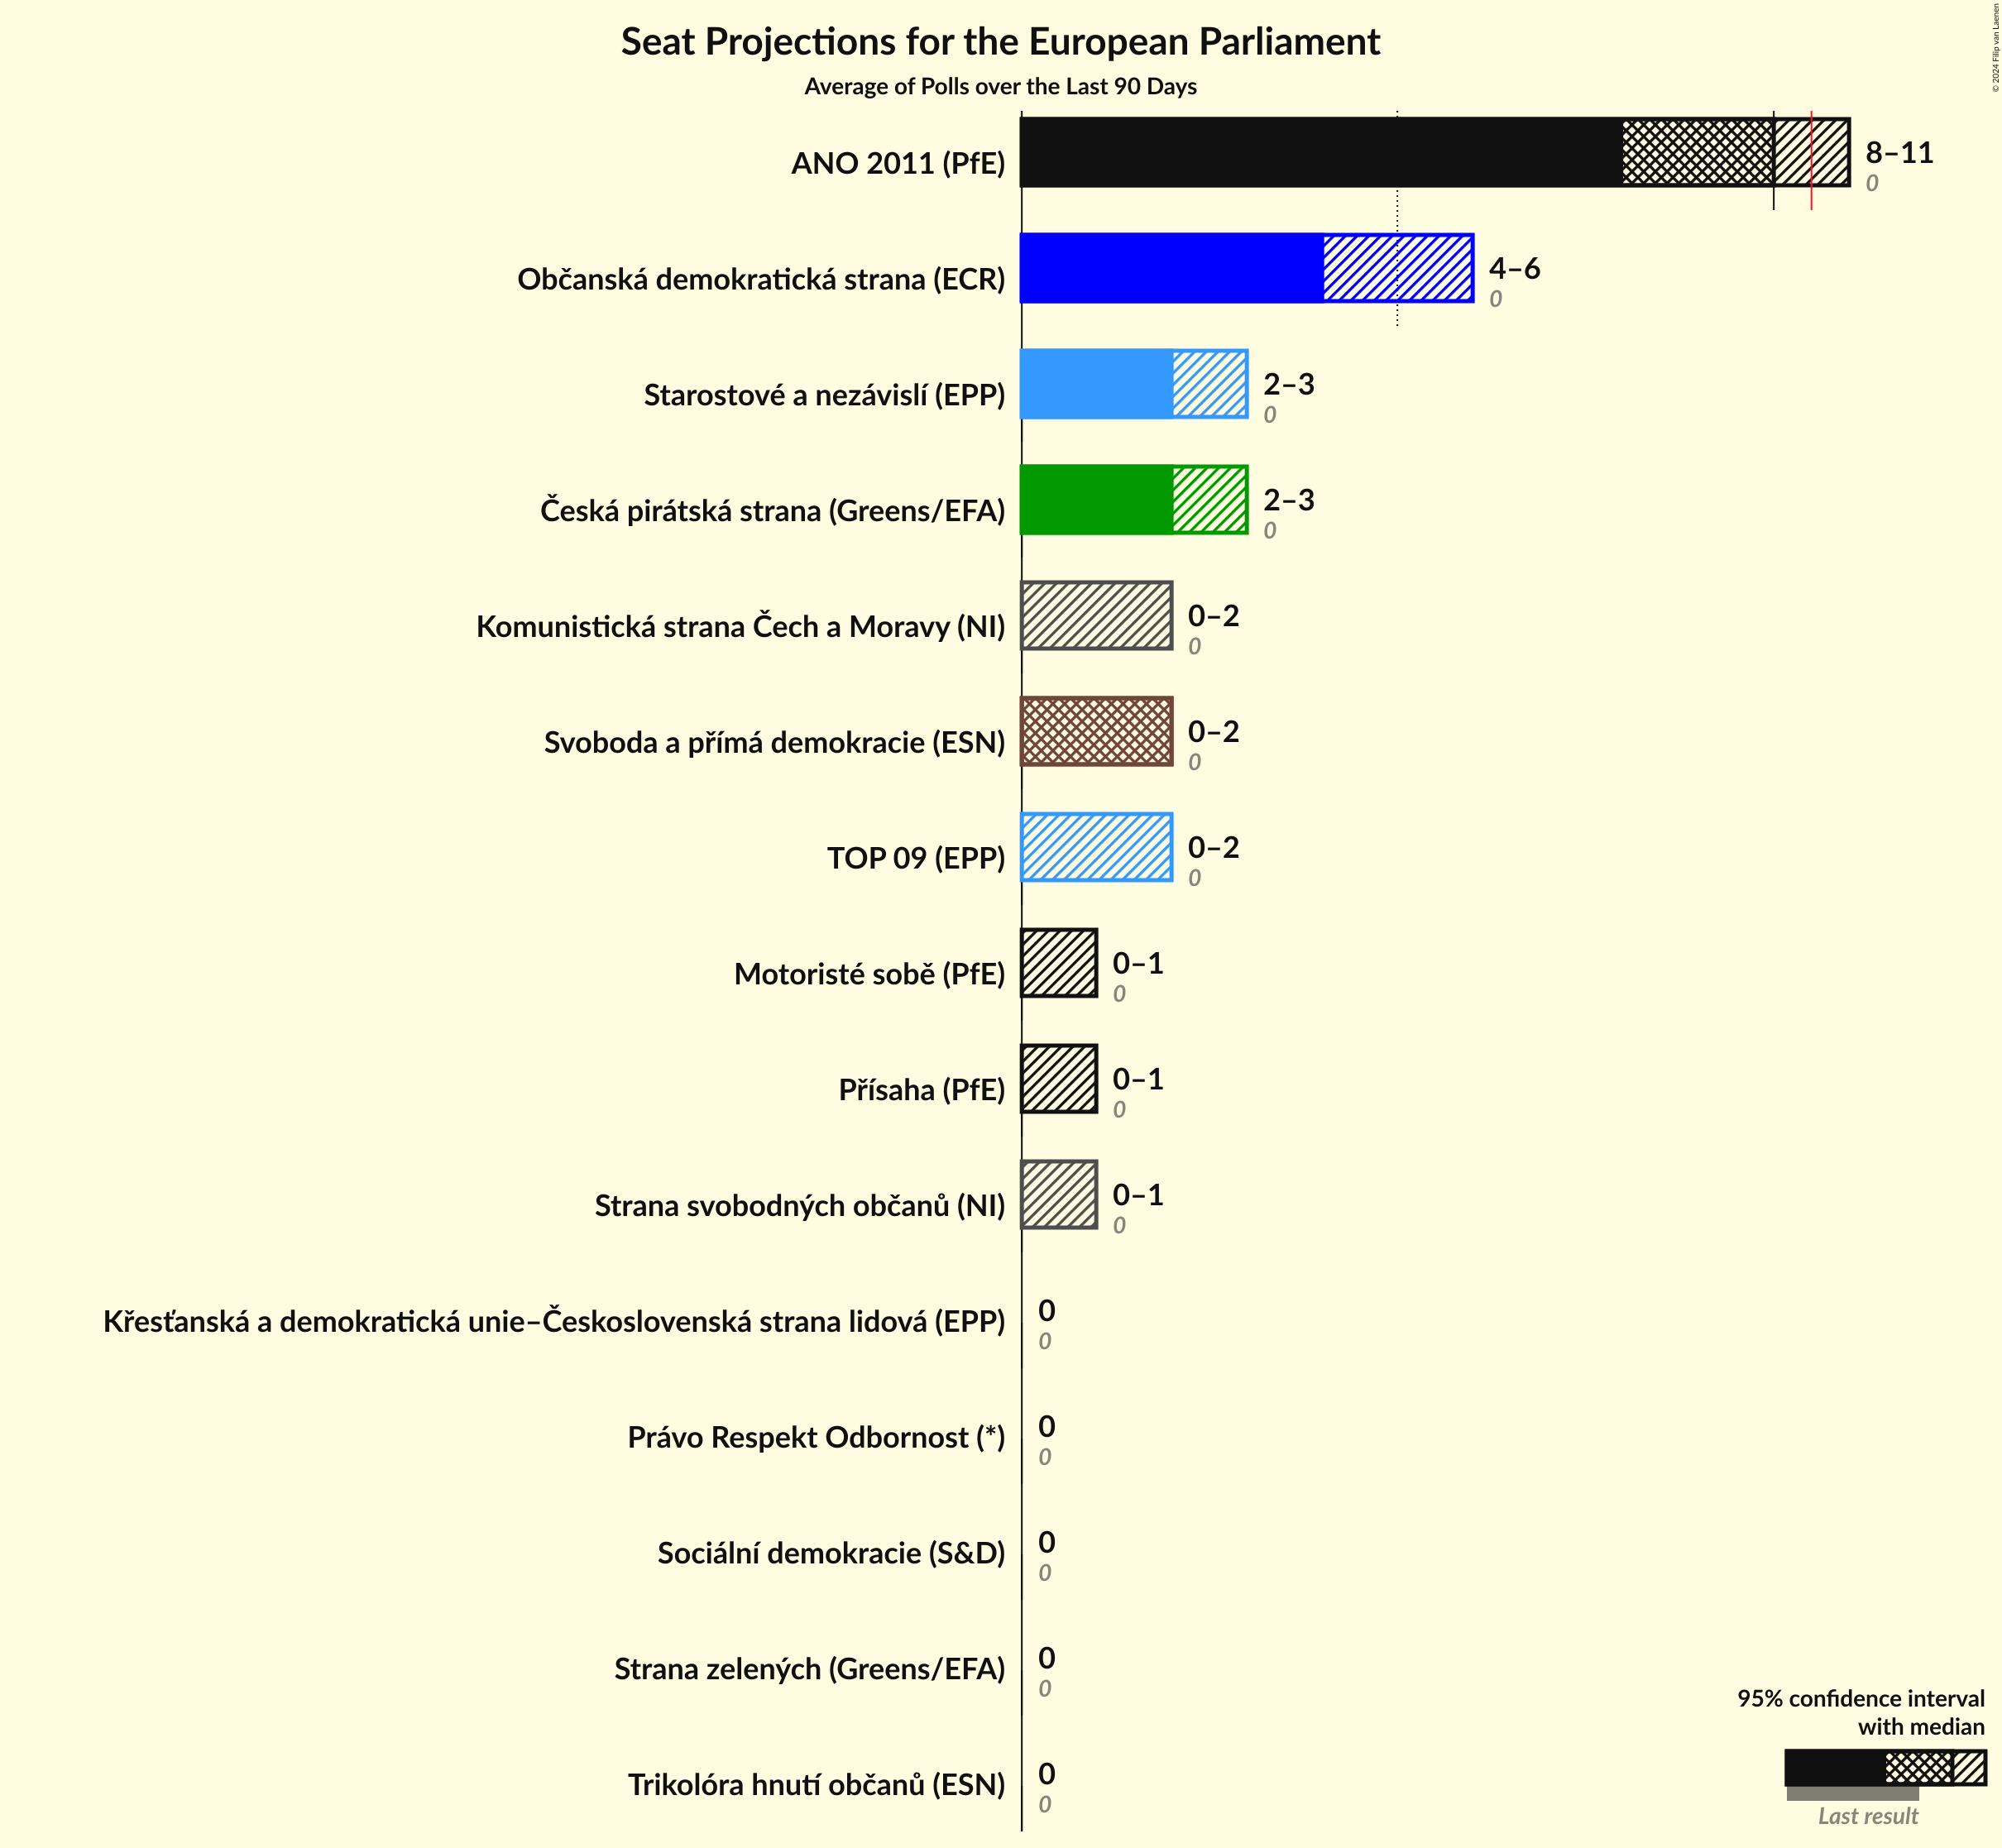 Seat Projections for the European Parliament
Average of Polls over the Last 90 Days
© 2024 Filip van Laenen
ANO 2011 (PfE)
8–11
0
Občanská demokratická strana (ECR)
4–6
0
Starostové a nezávislí (EPP)
2–3
0
Česká pirátská strana (Greens/EFA)
2–3
0
Komunistická strana Čech a Moravy (NI)
0–2
0
Svoboda a přímá demokracie (ESN)
0–2
0
TOP 09 (EPP)
0–2
0
Motoristé sobě (PfE)
0–1
0
Přísaha (PfE)
0–1
0
Strana svobodných občanů (NI)
0–1
0
Křesťanská a demokratická unie–Československá strana lidová (EPP)
0
0
Právo Respekt Odbornost (*)
0
0
Sociální demokracie (S&D)
0
0
Strana zelených (Greens/EFA)
0
0
Trikolóra hnutí občanů (ESN)
0
0
95% confidence interval
with median
Last result